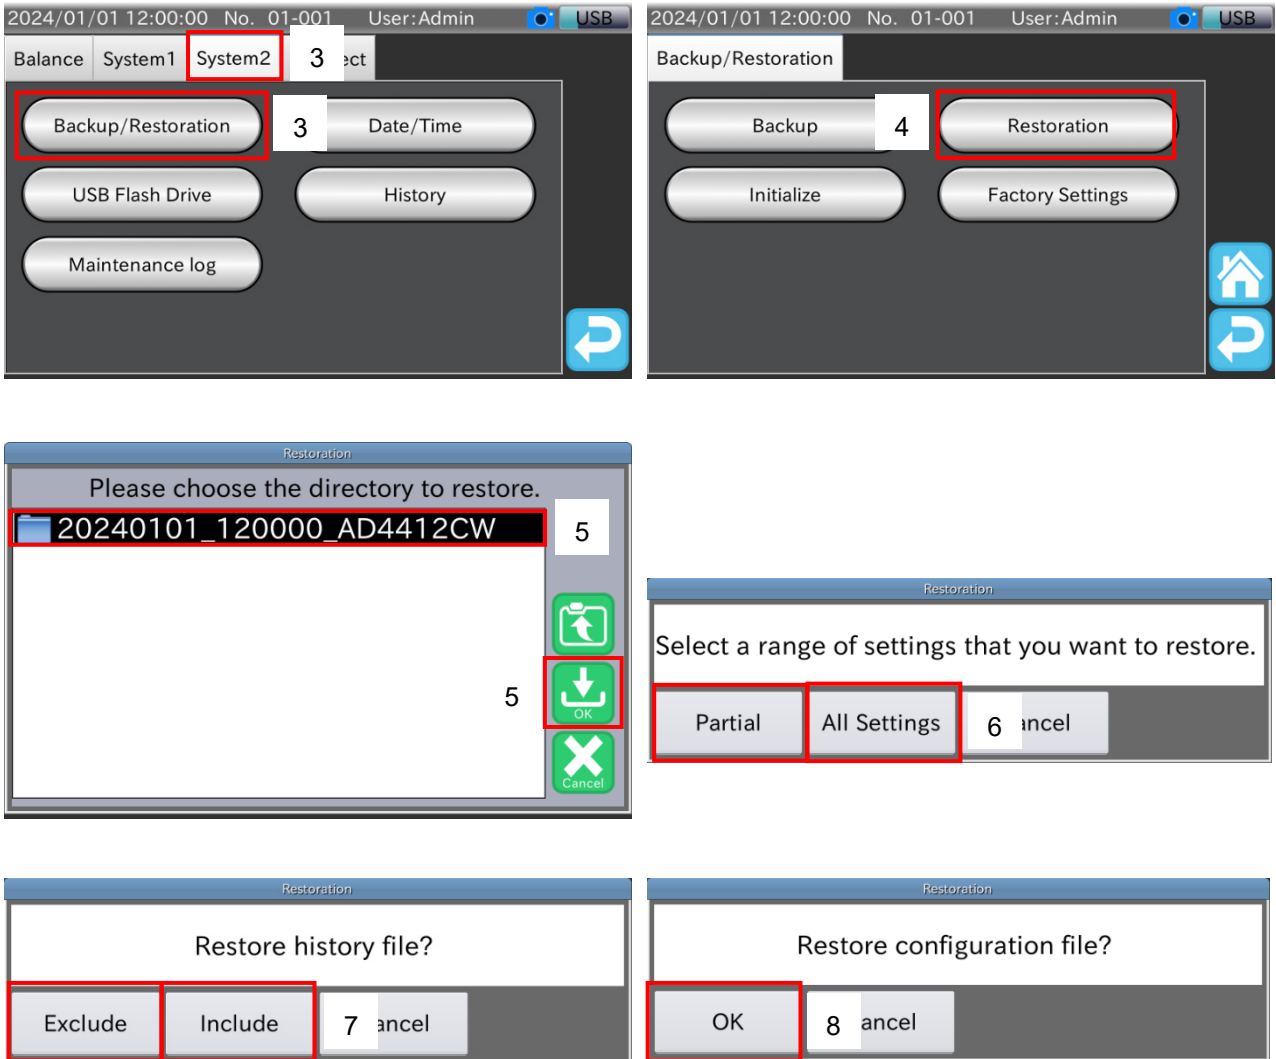 2024/01/01 12:00:00 No. 01-001 User:Admin USB
Balance System1 System2 3 ect
Backup/Restoration 3 Date/Time
USB Flash Drive History
Maintenance log
2024/01/01 12:00:00 No. 01-001 User:Admin USB
Backup/Restoration
Backup 4 Restoration
Initialize Factory Settings
Restoration
Please choose the directory to restore.
20240101_120000_AD4412CW 5
5 OK
Cancel
Restoration
Select a range of settings that you want to restore.
Partial All Settings 6 ancel
Restoration
Restore history file?
Exclude Include 7 ancel
Restoration
Restore configuration file?
OK 8 ancel